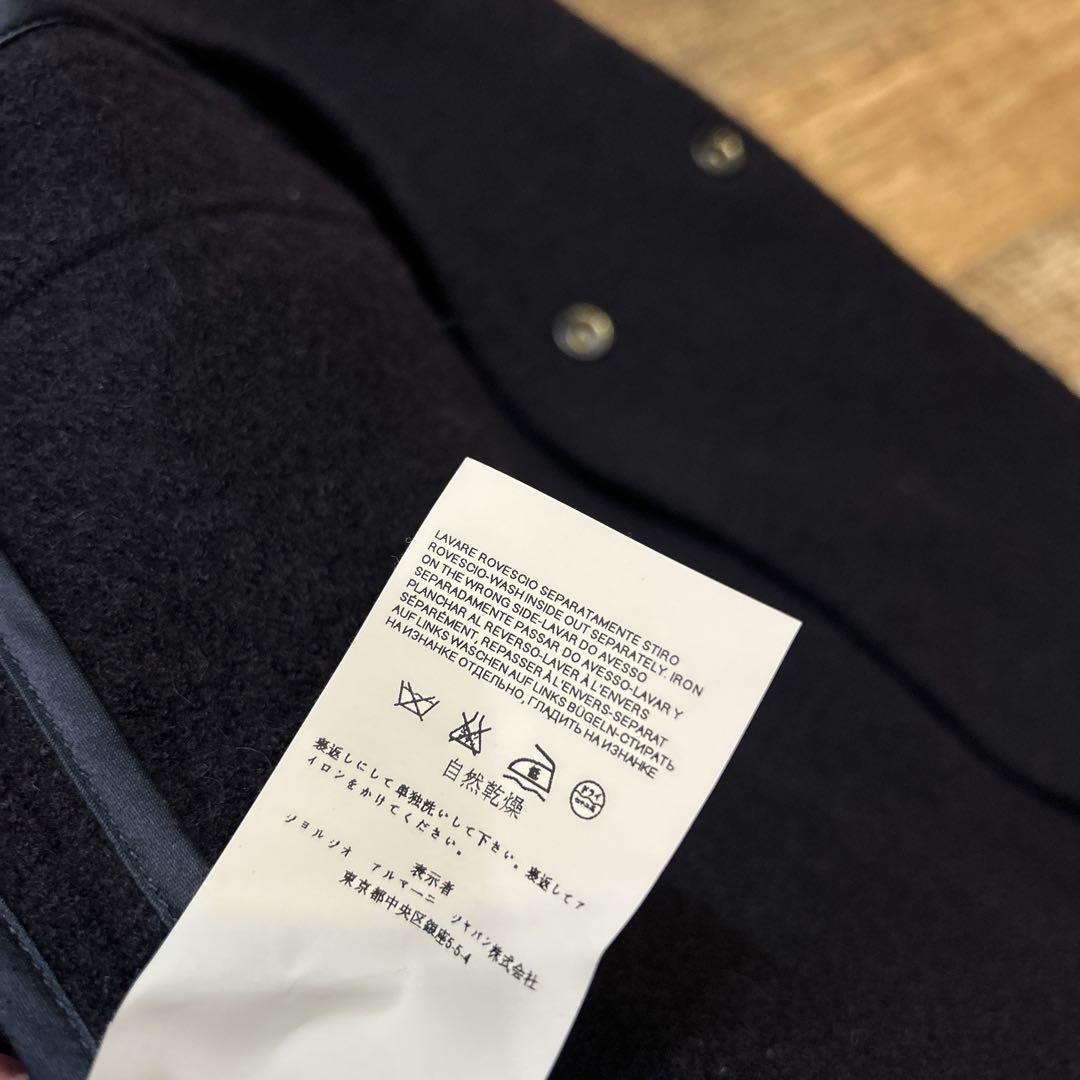 LAVARE ROVESCIO SEPARATAMENTE STIRO
ROVESCIO-WASH INSIDE OUT SEPARATELY. IRON
ON THE WRONG SIDE-LAVAR DO AVESSO
SEPARADAMENTE PASSAR DO AVESSO-LAVAR Y
PLANCHAR AL REVERSO-LAVER À L'ENVERS
SÉPARÉMENT, REPASSER À L'ENVERS-SEPARAT
AUF LINKS WASCHEN AUF LINKS BÜGELN-СТИРАТЬ
НА ИЗНАНКЕ ОТДЕЛЬНО, ГЛАДИТЬ НА ИЗНАНКЕ
自然乾燥
ドライ
裏返しにして単独洗いして下さい。裏返してア
イロンをかけてください。
表示者
ジョルジオ アルマーニ ジャパン株式会社
東京都中央区銀座5-5-4